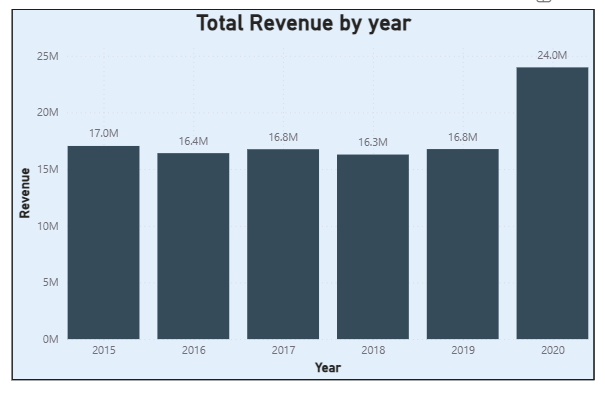 Total Revenue by year
25M
20M
15M
10M
5M
0M
Revenue
17.0M
16.4M
16.8M
16.3M
16.8M
24.0M
2015 2016 2017 2018 2019 2020
Year